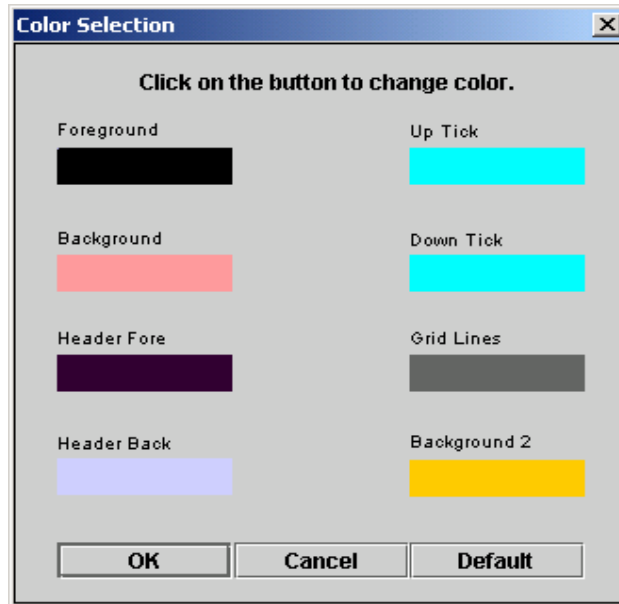 Color Selection
Click on the button to change color.
Foreground
Up Tick
Background
Down Tick
Header Fore
Grid Lines
Header Back
Background 2
OK
Cancel
Default